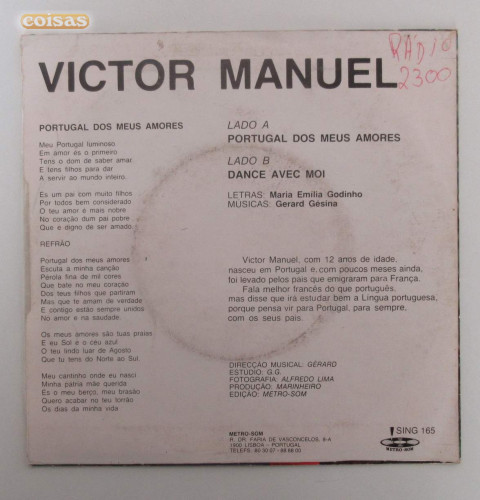 coisas
RÁDIO
2300
VICTOR MANUEL
PORTUGAL DOS MEUS AMORES
Meu Portugal luminoso
Em amor és o primeiro
Tens o dom de saber amar
E tens filhos para dar
A servir ao mundo inteiro.
Es um pai com muito filhos
Por todos bem considerado
O teu amor é mais nobre
No coração dum pai pobre
Que é digno de ser amado.
REFRÃO
Portugal dos meus amores
Escuta a minha canção
Pérola fina de mil cores
Que bate no meu coração
Dos teus filhos que partiram
Mas que te amam de verdade
E contigo estão sempre unidos
No amor e na saudade.
Os meus amores são tuas praias
E eu Sol é o céu azul
O teu lindo luar de Agosto
Que tu tens do Norte ao Sul.
Meu cantinho onde eu nasci
Minha pátria mãe querida
Es o meu berço, meu brasão
Quero acabar no teu torrão
Os dias da minha vida
LADO A
PORTUGAL DOS MEUS AMORES
LADO B
DANCE AVEC MOI
LETRAS: Maria Emília Godinho
MÚSICAS: Gerard Gésina
Victor Manuel, com 12 anos de idade,
nasceu em Portugal e, com poucos meses ainda,
foi levado pelos pais que emigraram para França.
Fala melhor francês do que português,
mas disse que irá estudar bem a Língua portuguesa,
porque pensa vir para Portugal, para sempre,
com os seus pais.
DIRECÇÃO MUSICAL: GÉRARD
ESTÚDIO: G.G.
FOTOGRAFIA: ALFREDO LIMA
PRODUÇÃO: MARINHEIRO
EDIÇÃO: METRO-SOM
METRO-SOM
R. DR. FARIA DE VASCONCELOS, 8-A
1900 LISBOA - PORTUGAL
SING 165
METRO-SOM